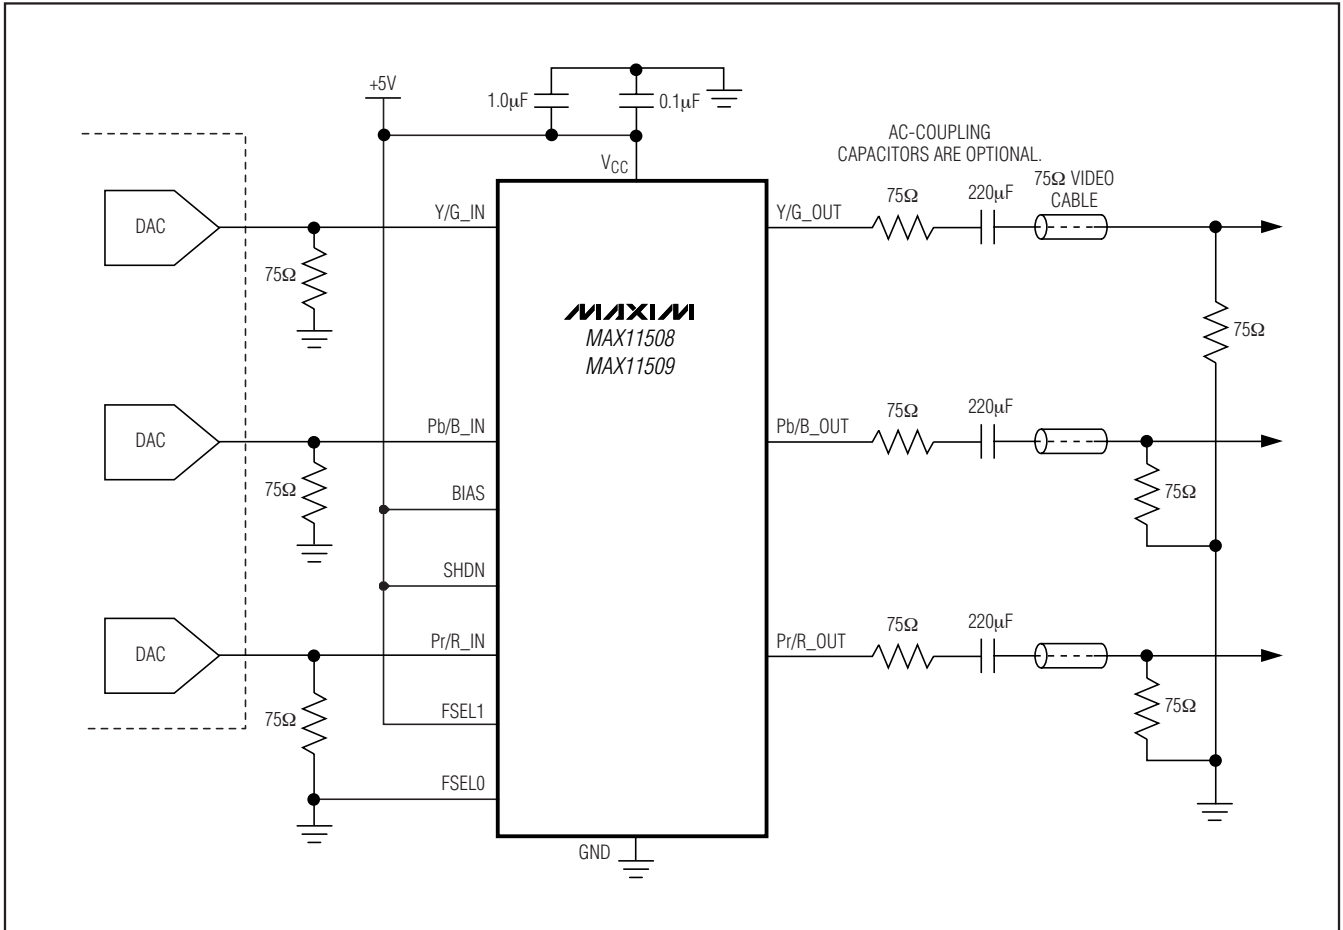 +5V
1.0µF
0.1µF
AC-COUPLING
CAPACITORS ARE OPTIONAL.
VCC
75Ω
220µF
75Ω VIDEO
CABLE
DAC
Y/G_IN
Y/G_OUT
75Ω
MAXIM
MAX11508
MAX11509
75Ω
DAC
Pb/B_IN
Pb/B_OUT
75Ω
220µF
75Ω
BIAS
75Ω
SHDN
DAC
Pr/R_IN
Pr/R_OUT
75Ω
220µF
75Ω
FSEL1
75Ω
FSEL0
GND